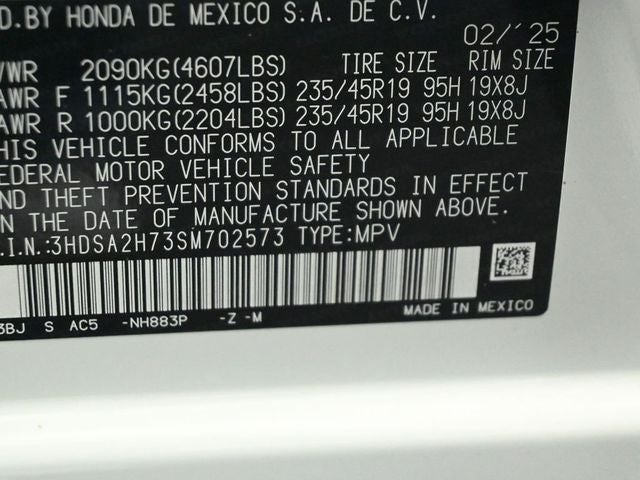 D.BY HONDA DE MEXICO S.A. DE C.V.
02/'25
VWR 2090KG(4607LBS) TIRE SIZE RIM SIZE
AWR F 1115KG(2458LBS) 235/45R19 95H 19X8J
AWR R 1000KG(2204LBS) 235/45R19 95H 19X8J
HIS VEHICLE CONFORMS TO ALL APPLICABLE
EDERAL MOTOR VEHICLE SAFETY
ND THEFT PREVENTION STANDARDS IN EFFECT
N THE DATE OF MANUFACTURE SHOWN ABOVE.
.I.N.:3HDSA2H73SM702573 TYPE:MPV
3BJ S AC5 -NH883P -Z -M
MADE IN MEXICO